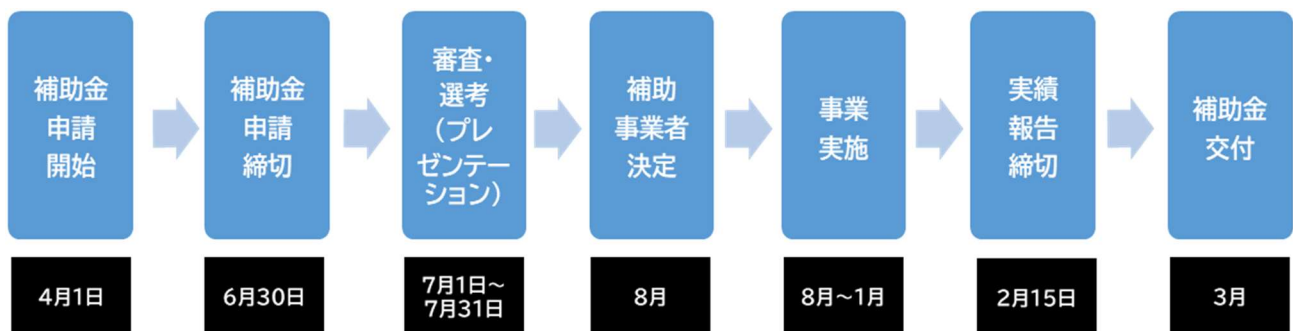 補助金
申請
開始
補助金
申請
締切
審査・
選考
(プレ
ゼンテー
ション)
補助
事業者
決定
事業
実施
実績
報告
締切
補助金
交付
4月1日
6月30日
7月1日~
7月31日
8月
8月~1月
2月15日
3月